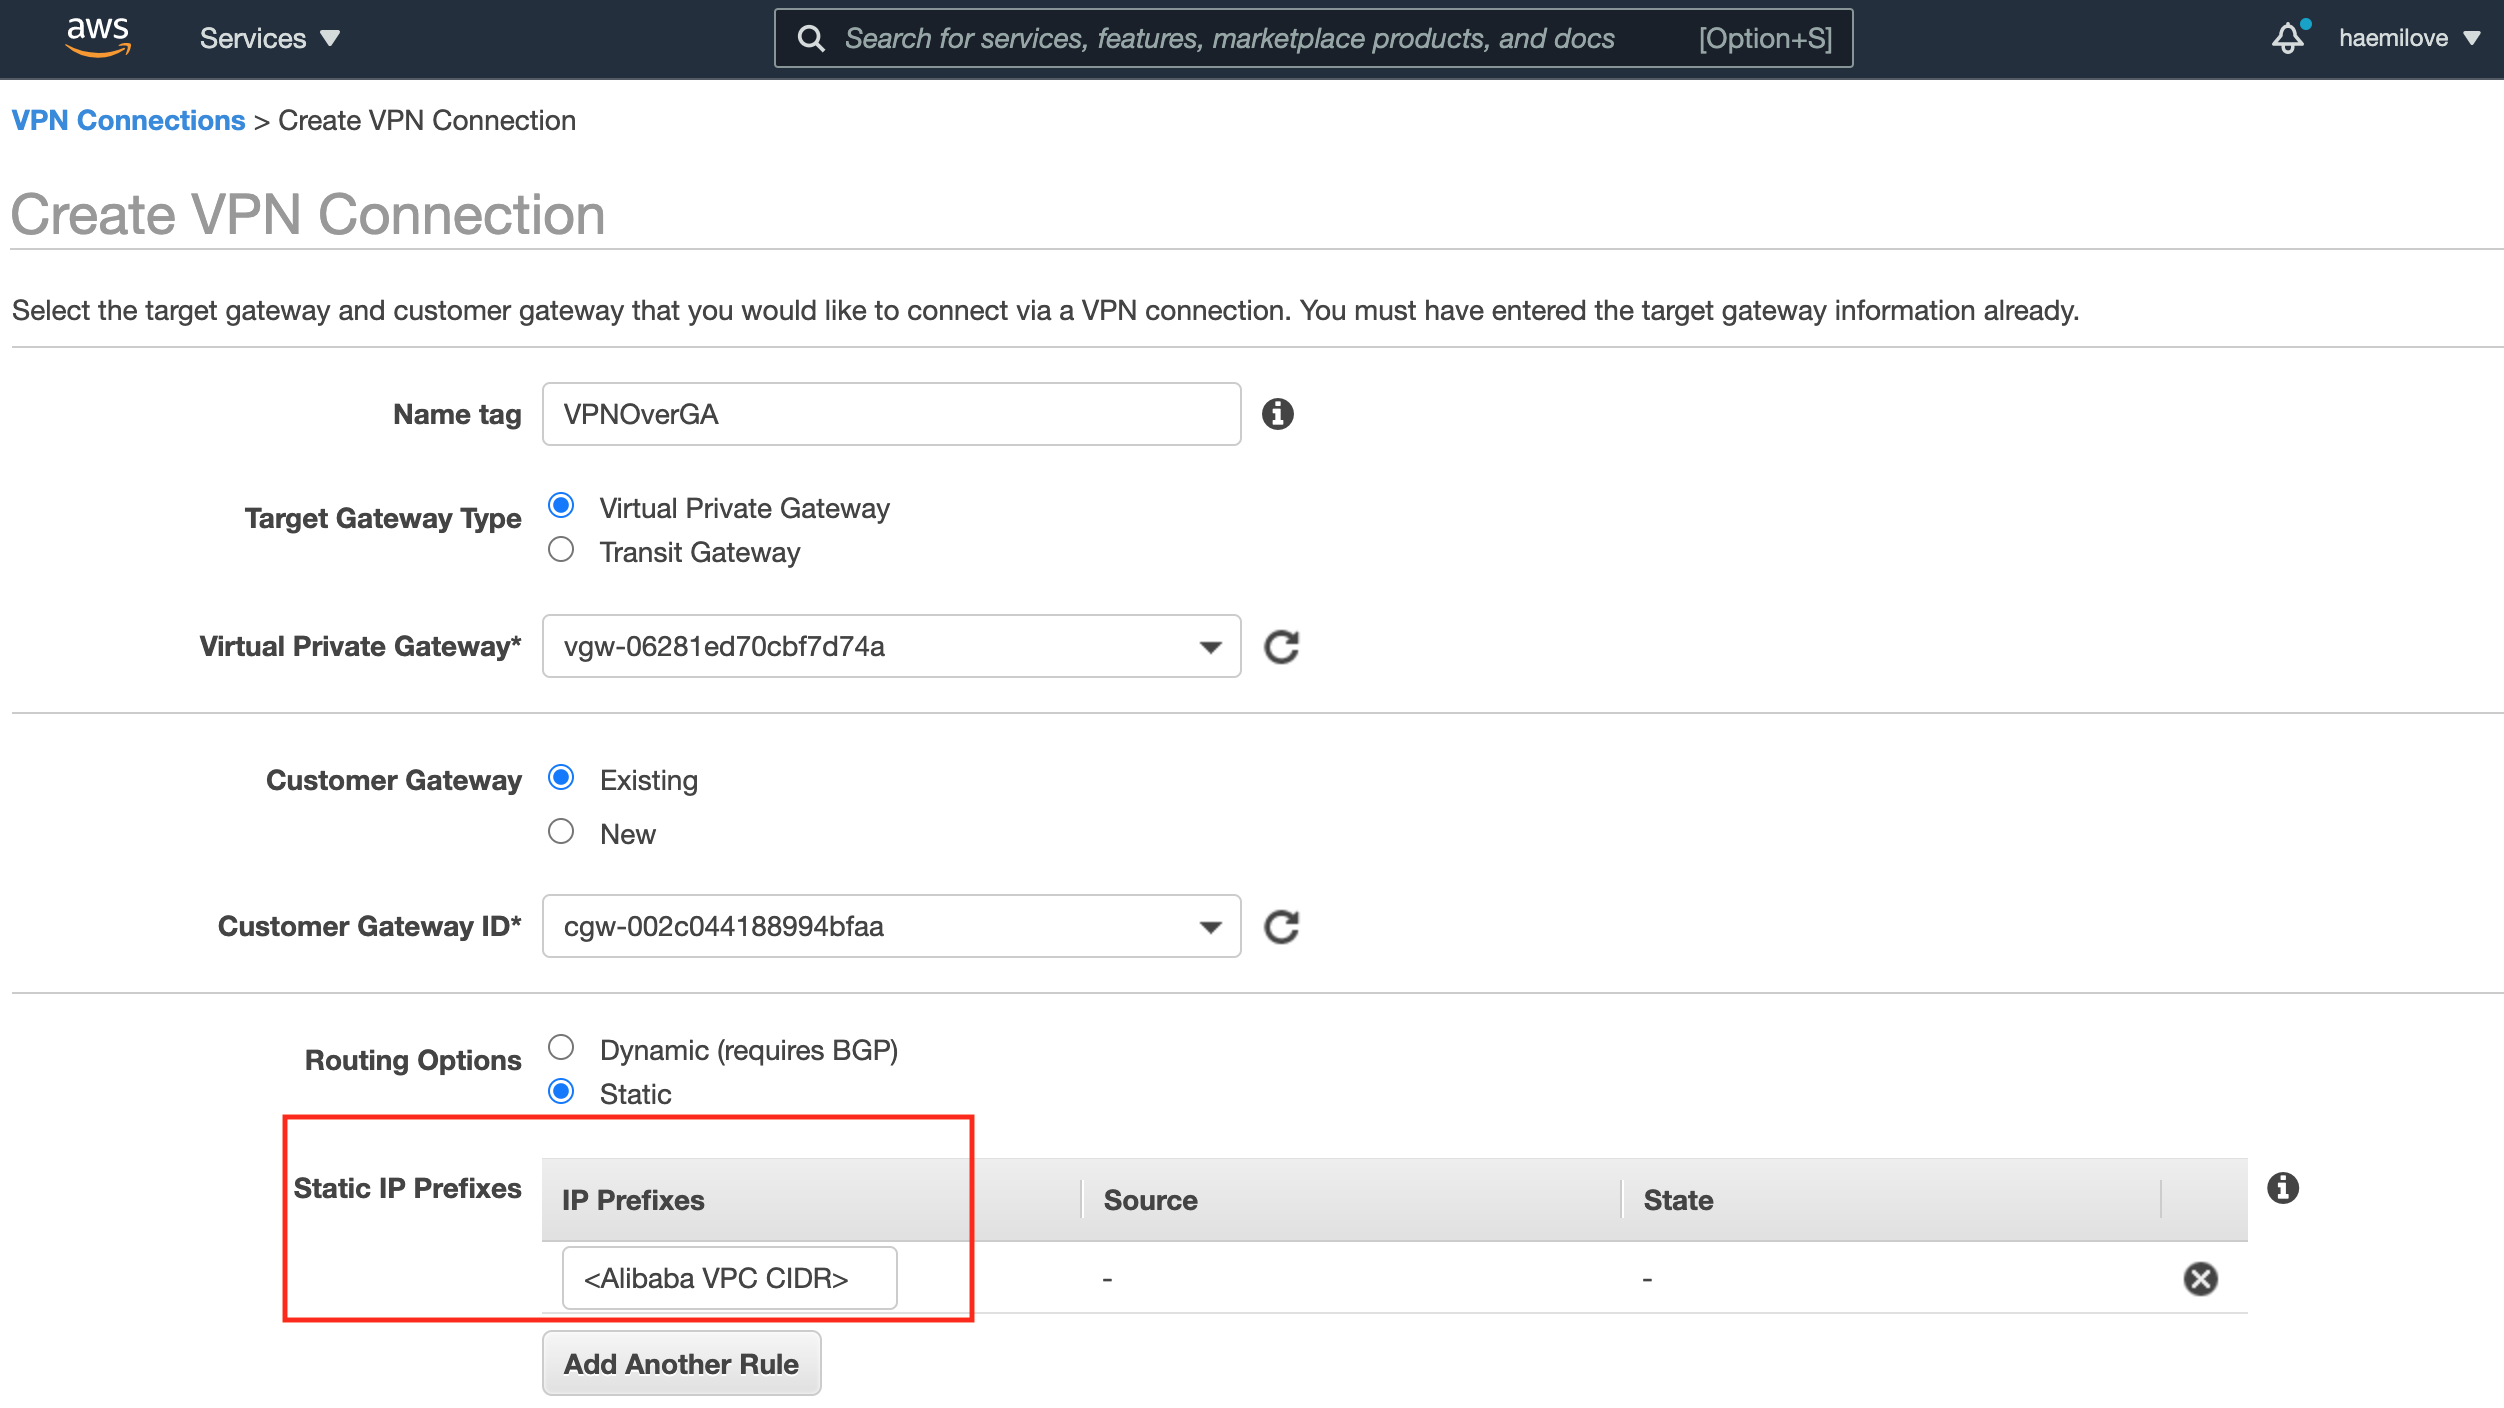 aws Services Search for services, features, marketplace products, and docs [Option+S] haemilove
VPN Connections > Create VPN Connection
Create VPN Connection
Select the target gateway and customer gateway that you would like to connect via a VPN connection. You must have entered the target gateway information already.
Name tag VPNOverGA
Target Gateway Type Virtual Private Gateway
Transit Gateway
Virtual Private Gateway* vgw-06281ed70cbf7d74a
Customer Gateway Existing
New
Customer Gateway ID* cgw-002c044188994bfaa
Routing Options Dynamic (requires BGP)
Static
Static IP Prefixes IP Prefixes Source State
<Alibaba VPC CIDR> - -
Add Another Rule